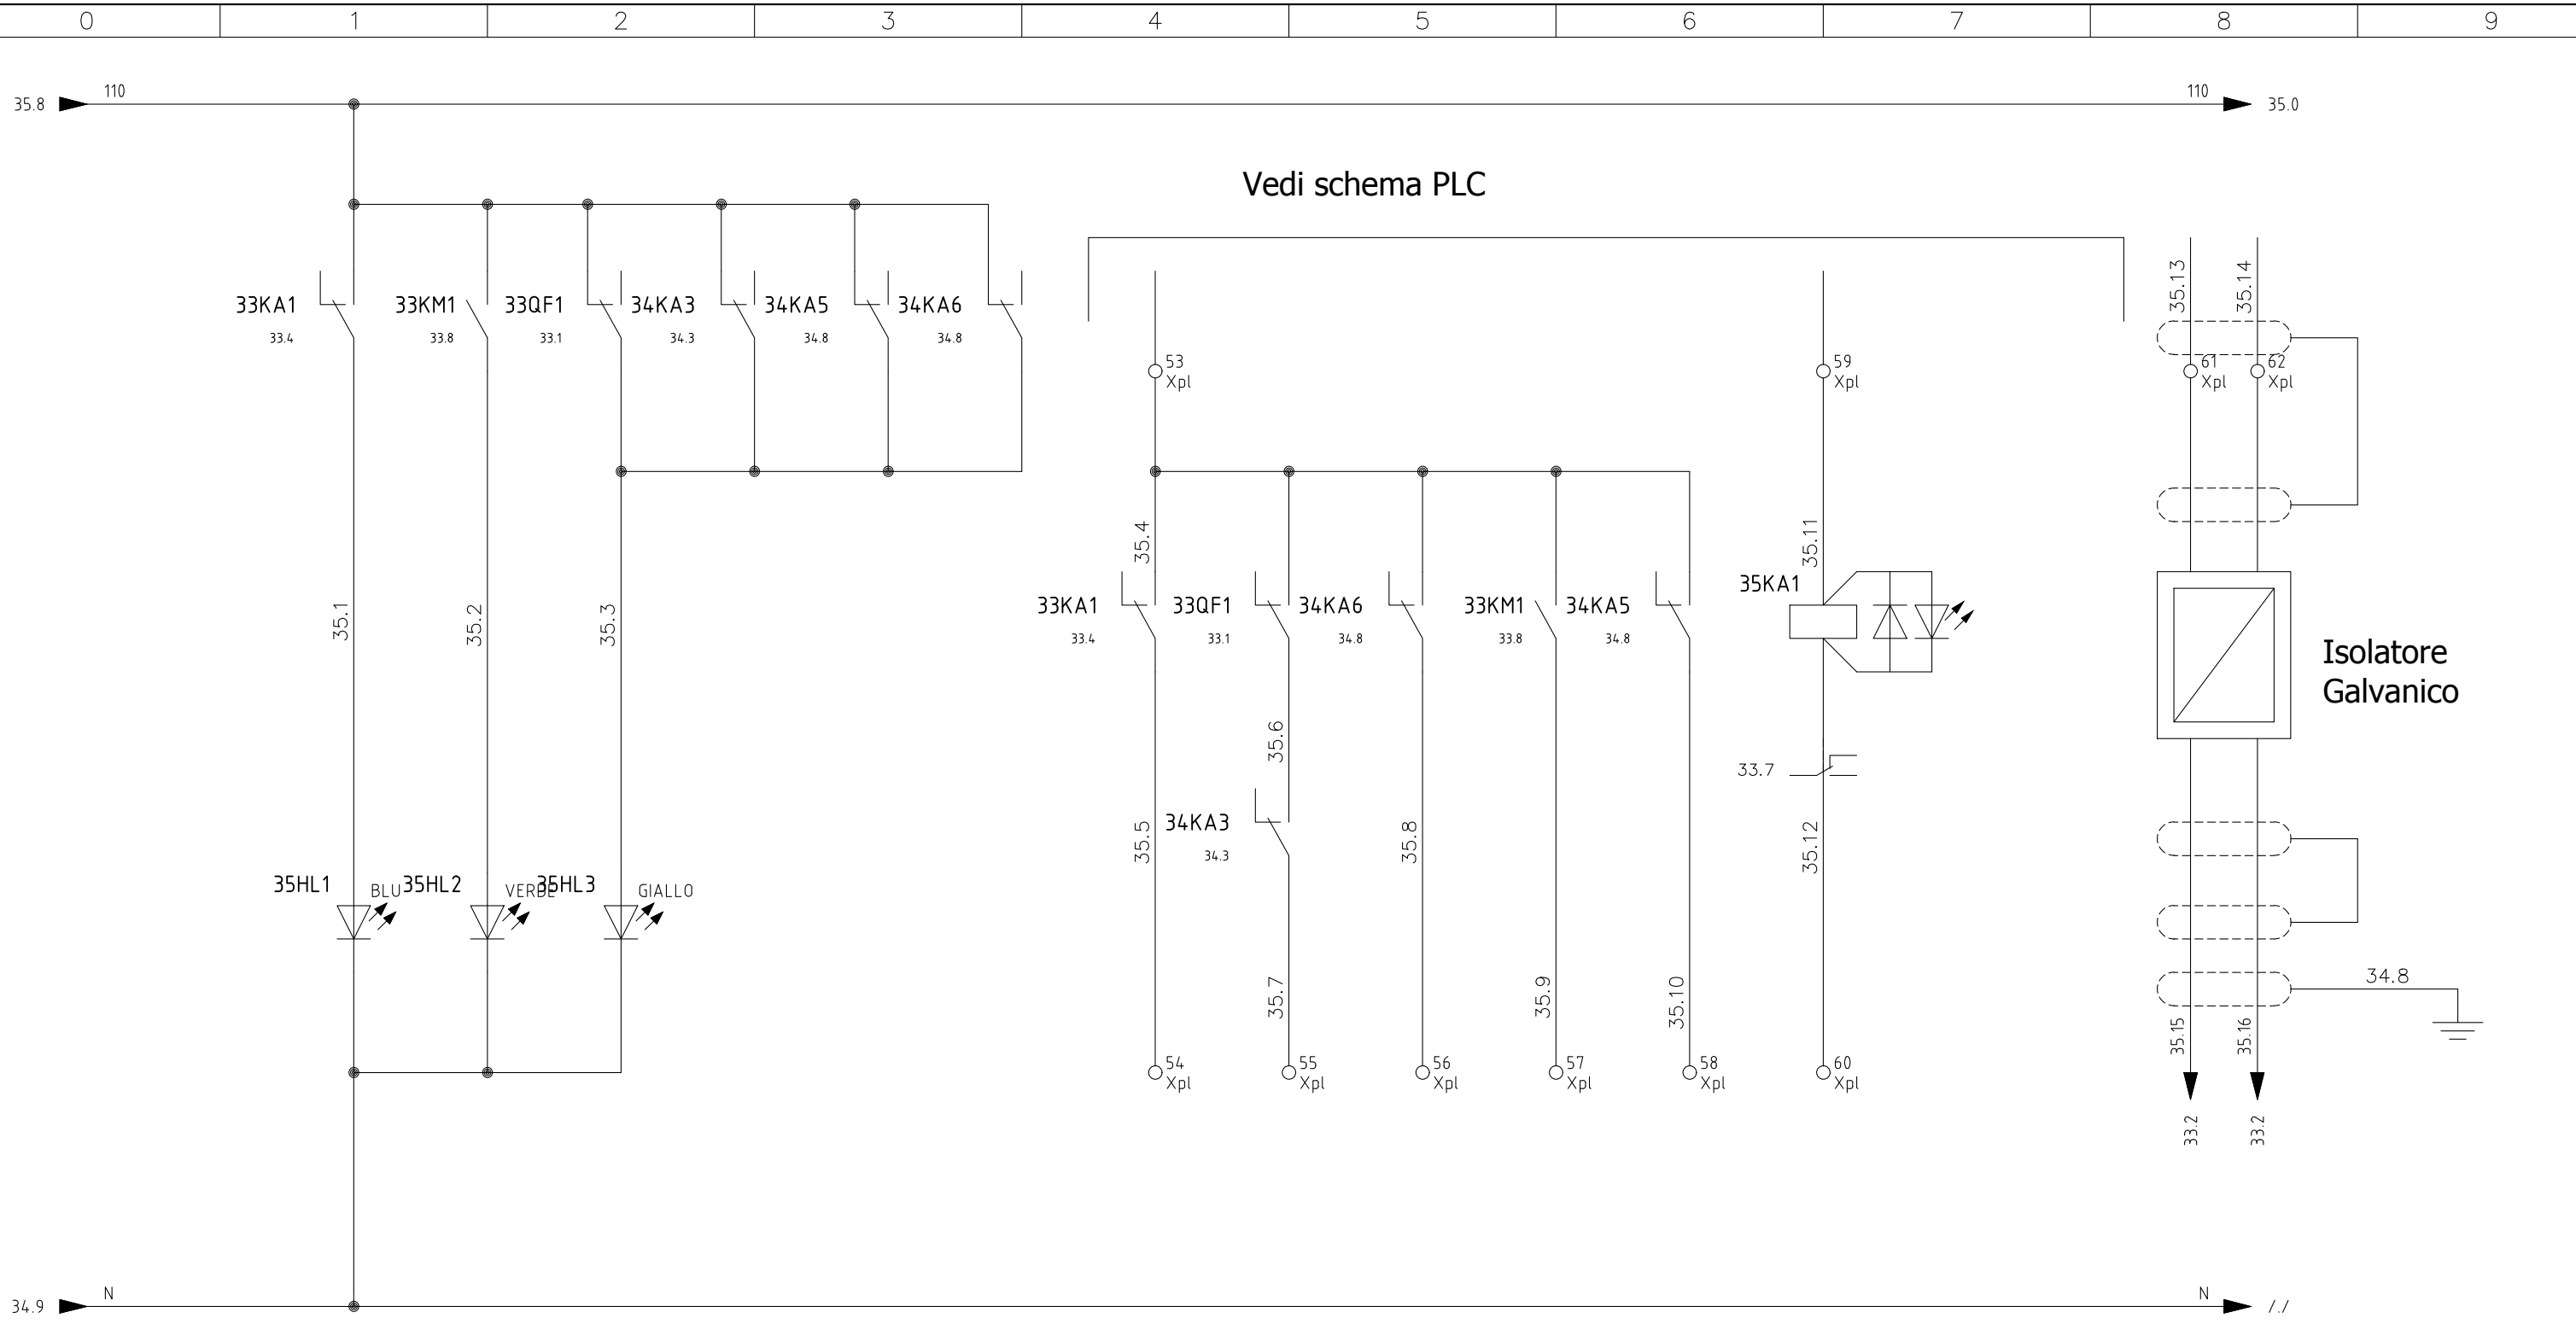 0 1 2 3 4 5 6 7 8 9
35.8 110 110 35.0
Vedi schema PLC
35.13 35.14
33KA1 33KM1 33QF1 34KA3 34KA5 34KA6
33.4 33.8 33.1 34.3 34.8 34.8
53 59 61 62
Xpl Xpl Xpl Xpl
35.4 35.11
35KA1
33KA1 33QF1 34KA6 33KM1 34KA5
33.4 33.1 34.8 33.8 34.8
35.1 35.2 35.3
Isolatore
Galvanico
35.6
33.7
34KA3
34.3
35.5 35.8 35.12
35HL1 BLU 35HL2 VERDE 35HL3 GIALLO
34.8
35.7 35.9 35.10
35.15 35.16
54 55 56 57 58 60
Xpl Xpl Xpl Xpl Xpl Xpl
33.2 33.2
34.9 N N /./